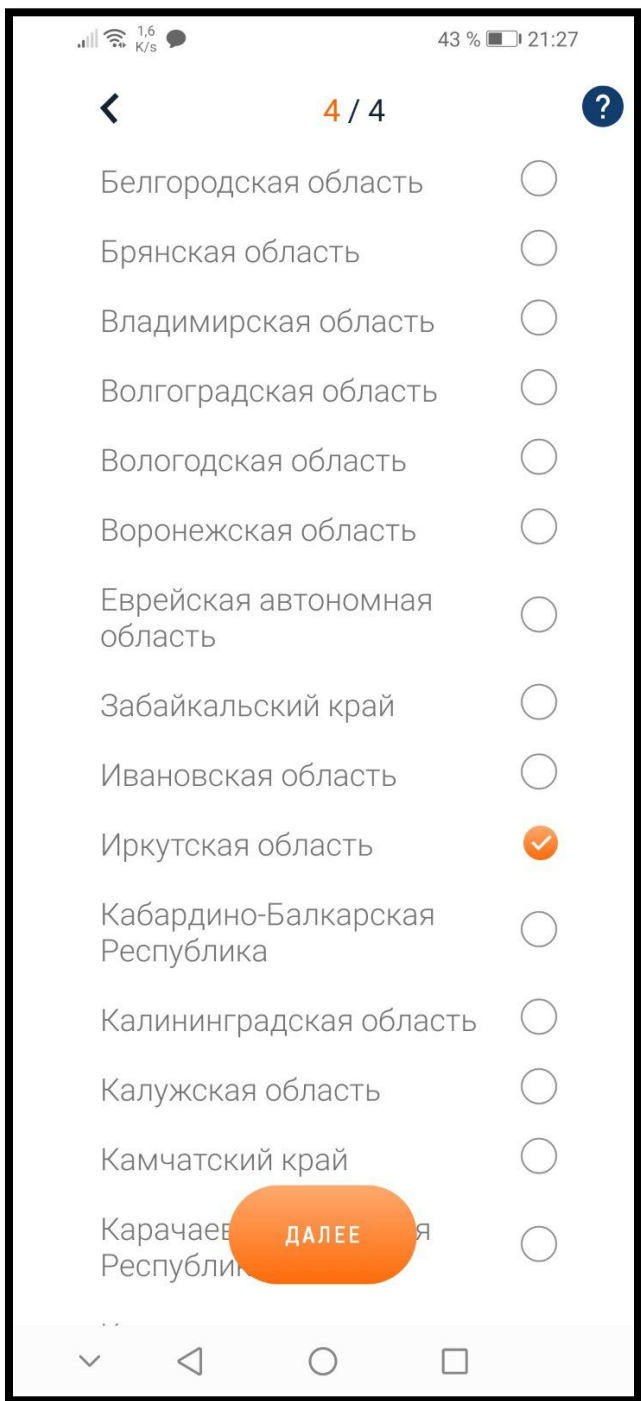 1,6
K/s
43 % 21:27
4 / 4
?
Белгородская область
Брянская область
Владимирская область
Волгоградская область
Вологодская область
Воронежская область
Еврейская автономная
область
Забайкальский край
Ивановская область
Иркутская область
Кабардино-Балкарская
Республика
Калининградская область
Калужская область
Камчатский край
ДАЛЕЕ